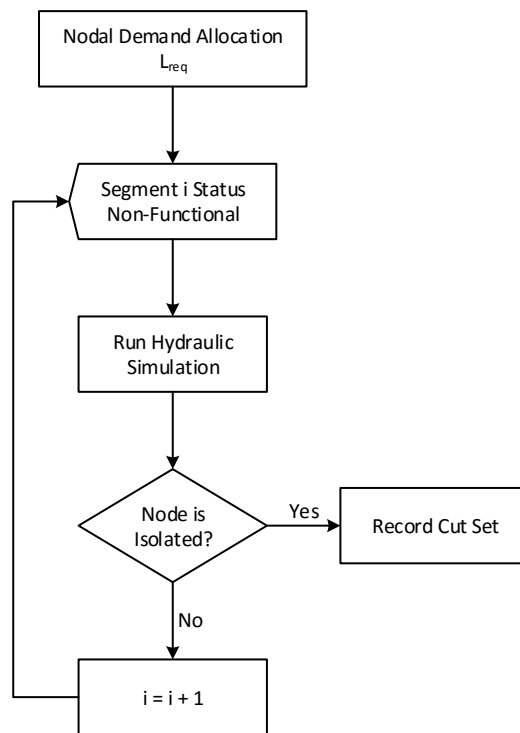 Nodal Demand Allocation
Lreq
Segment i Status
Non-Functional
Run Hydraulic
Simulation
Node is
Isolated?
Yes
Record Cut Set
No
i = i + 1